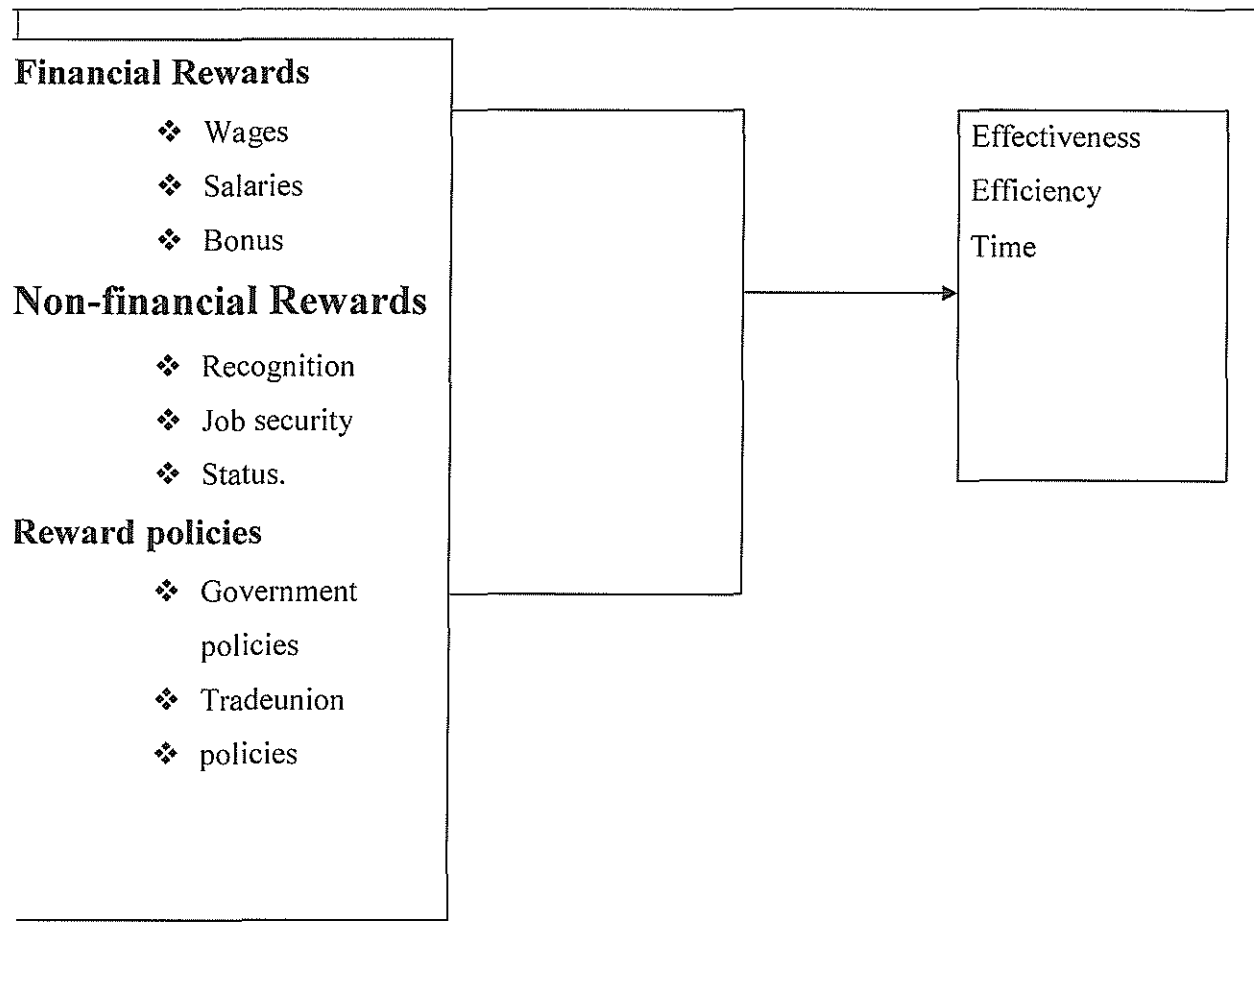 Financial Rewards
❖ Wages
❖ Salaries
❖ Bonus
Non-financial Rewards
❖ Recognition
❖ Job security
❖ Status.
Reward policies
❖ Government
policies
❖ Tradeunion
❖ policies
Effectiveness
Efficiency
Time